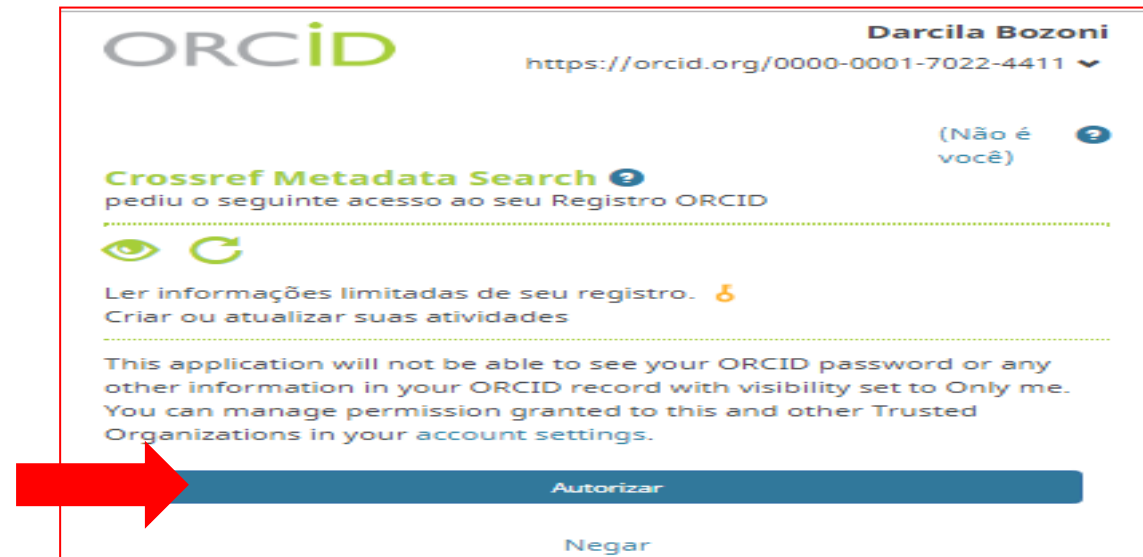 ORCiD
Darcila Bozoni
https://orcid.org/0000-0001-7022-4411
(Não é
você)
Crossref Metadata Search
pediu o seguinte acesso ao seu Registro ORCID
Ler informações limitadas de seu registro.
Criar ou atualizar suas atividades
This application will not be able to see your ORCID password or any
other information in your ORCID record with visibility set to Only me.
You can manage permission granted to this and other Trusted
Organizations in your account settings.
Autorizar
Negar